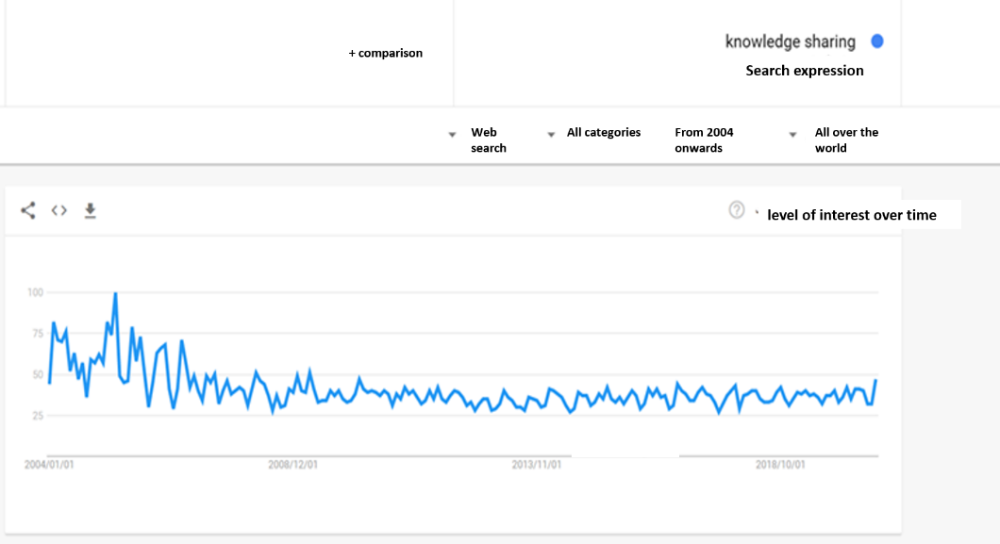 knowledge sharing
+ comparison
Search expression
Web
search
All categories
From 2004
onwards
All over the
world
<>
?
level of interest over time
100
75
50
25
2004/01/01
2008/12/01
2013/11/01
2018/10/01